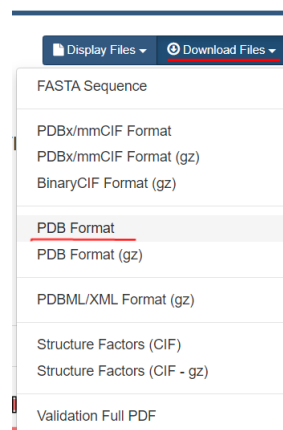 Display Files Download Files
FASTA Sequence
PDBx/mmCIF Format
PDBx/mmCIF Format (gz)
BinaryCIF Format (gz)
PDB Format
PDB Format (gz)
PDBML/XML Format (gz)
Structure Factors (CIF)
Structure Factors (CIF - gz)
Validation Full PDF